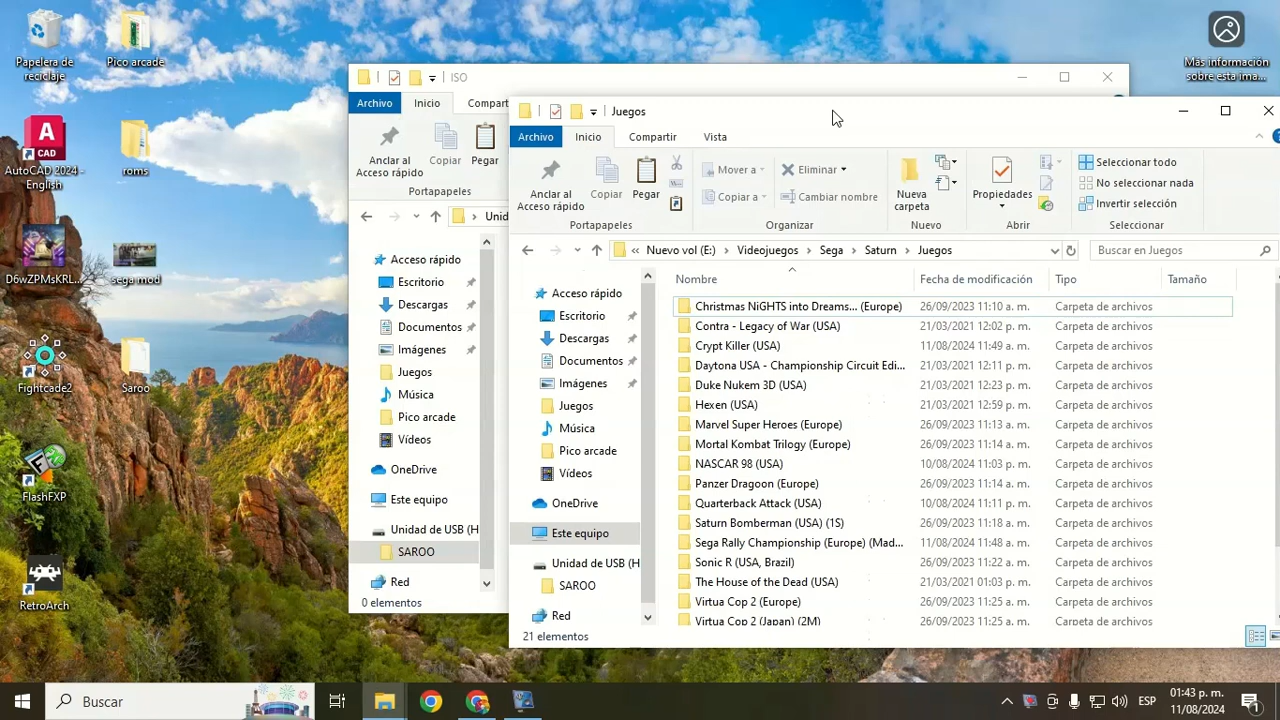 Papelera de
reciclaje
Pico arcade
AutoCAD 2024 -
English
roms
D6wZPMsKRL...
sega mod
Fightcade2
Saroo
FlashFXP
RetroArch
Más información
sobre esta ima...
ISO
Archivo
Inicio
Compart
Anclar al
Acceso rápido
Copiar
Pegar
Portapapeles
Unid
Acceso rápido
Escritorio
Descargas
Documentos
Imágenes
Juegos
Música
Pico arcade
Vídeos
OneDrive
Este equipo
Unidad de USB (H
SAROO
Red
0 elementos
Juegos
Archivo
Inicio
Compartir
Vista
Anclar al
Acceso rápido
Copiar
Pegar
Portapapeles
Mover a
Copiar a
Eliminar
Cambiar nombre
Organizar
Nueva
carpeta
Nuevo
Propiedades
Abrir
Seleccionar todo
No seleccionar nada
Invertir selección
Seleccionar
« Nuevo vol (E:) › Videojuegos › Sega › Saturn › Juegos
Buscar en Juegos
Acceso rápido
Escritorio
Descargas
Documentos
Imágenes
Juegos
Música
Pico arcade
Vídeos
OneDrive
Este equipo
Unidad de USB (H
SAROO
Red
Nombre Fecha de modificación Tipo Tamaño
Christmas NiGHTS into Dreams... (Europe) 26/09/2023 11:10 a. m. Carpeta de archivos
Contra - Legacy of War (USA) 21/03/2021 12:02 p. m. Carpeta de archivos
Crypt Killer (USA) 11/08/2024 11:49 a. m. Carpeta de archivos
Daytona USA - Championship Circuit Edi... 21/03/2021 12:11 p. m. Carpeta de archivos
Duke Nukem 3D (USA) 21/03/2021 12:23 p. m. Carpeta de archivos
Hexen (USA) 21/03/2021 12:59 p. m. Carpeta de archivos
Marvel Super Heroes (Europe) 26/09/2023 11:13 a. m. Carpeta de archivos
Mortal Kombat Trilogy (Europe) 26/09/2023 11:14 a. m. Carpeta de archivos
NASCAR 98 (USA) 10/08/2024 11:03 p. m. Carpeta de archivos
Panzer Dragoon (Europe) 26/09/2023 11:14 a. m. Carpeta de archivos
Quarterback Attack (USA) 10/08/2024 11:11 p. m. Carpeta de archivos
Saturn Bomberman (USA) (1S) 26/09/2023 11:18 a. m. Carpeta de archivos
Sega Rally Championship (Europe) (Mad... 11/08/2024 11:48 a. m. Carpeta de archivos
Sonic R (USA, Brazil) 26/09/2023 11:22 a. m. Carpeta de archivos
The House of the Dead (USA) 21/03/2021 01:03 p. m. Carpeta de archivos
Virtua Cop 2 (Europe) 26/09/2023 11:25 a. m. Carpeta de archivos
Virtua Cop 2 (Japan) (2M) 26/09/2023 11:25 a. m. Carpeta de archivos
21 elementos
Buscar
ESP
01:43 p. m.
11/08/2024